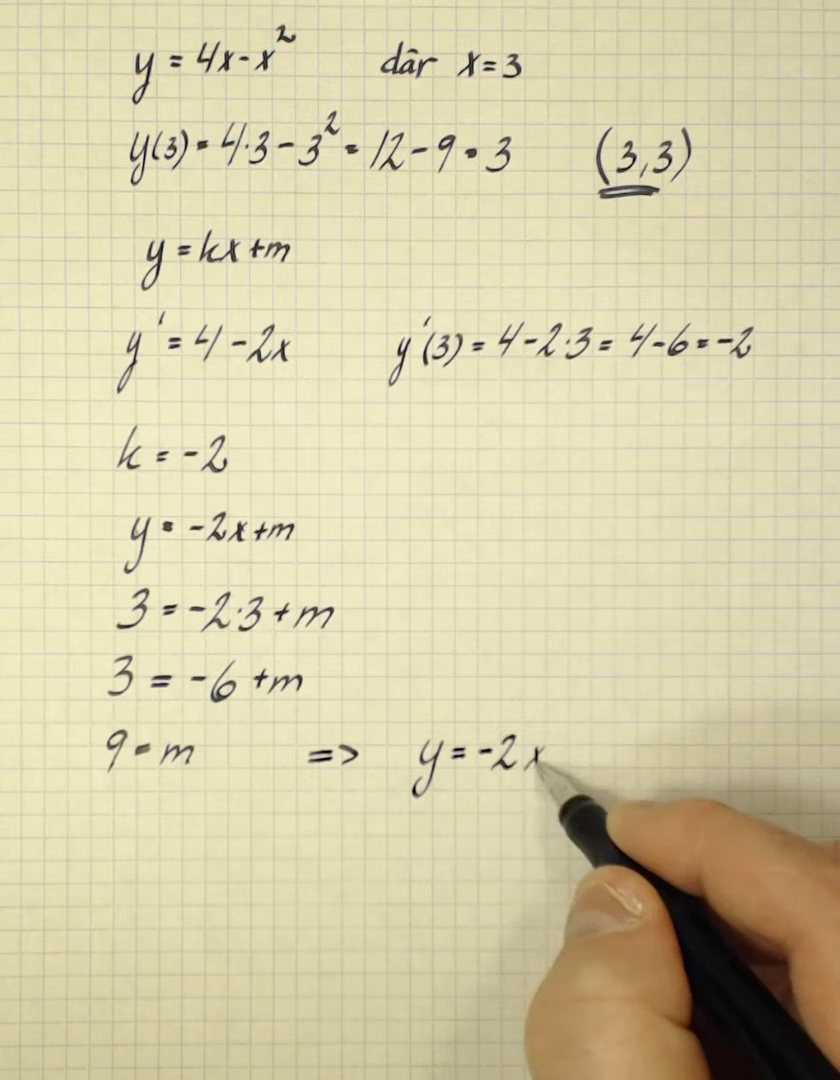 y = 4x - x² där x = 3
y(3) = 4·3 - 3² = 12 - 9 = 3 (3,3)
y = kx + m
y' = 4 - 2x y'(3) = 4 - 2·3 = 4 - 6 = -2
k = -2
y = -2x + m
3 = -2·3 + m
3 = -6 + m
9 = m => y = -2x